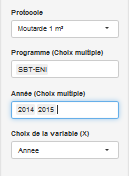 Protocole
Moutarde 1 m²
Programme (Choix multiple)
SBT-ENI
Année (Choix multiple)
2014 2015
Choix de la variable (X)
Annee